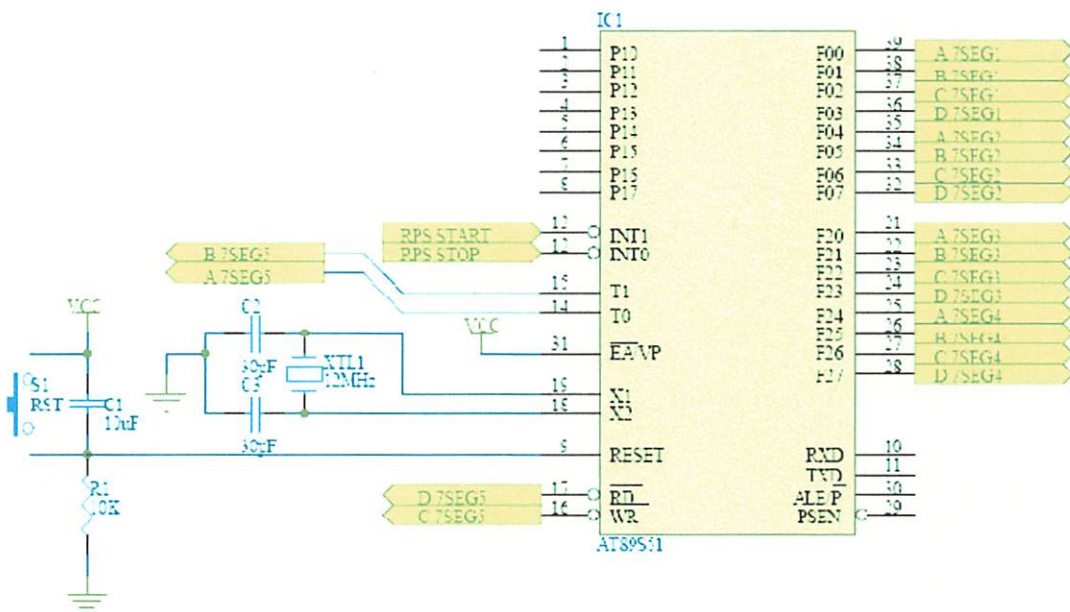 IC1
1 P10
2 P11
3 P12
4 P13
5 P14
6 P15
7 P16
8 P17
RPS START 13 INT1
RPS STOP 12 INT0
B 7SEG5
A 7SEG5
15 T1
14 T0
VCC
31 EA/VP
C2
30pF
XTL1
12MHz
C3
30pF
19 X1
18 X2
VCC
S1
RST
C1
10uF
9 RESET
R1
10K
D 7SEG5 17 RD
C 7SEG5 16 WR
AT89S51
P00 39 A 7SEG1
P01 38 B 7SEG1
P02 37 C 7SEG1
P03 36 D 7SEG1
P04 35 A 7SEG2
P05 34 B 7SEG2
P06 33 C 7SEG2
P07 32 D 7SEG2
P20 21 A 7SEG3
P21 22 B 7SEG3
P22 23 C 7SEG3
P23 24 D 7SEG3
P24 25 A 7SEG4
P25 26 B 7SEG4
P26 27 C 7SEG4
P27 28 D 7SEG4
RXD 10
TXD 11
ALE/P 30
PSEN 29